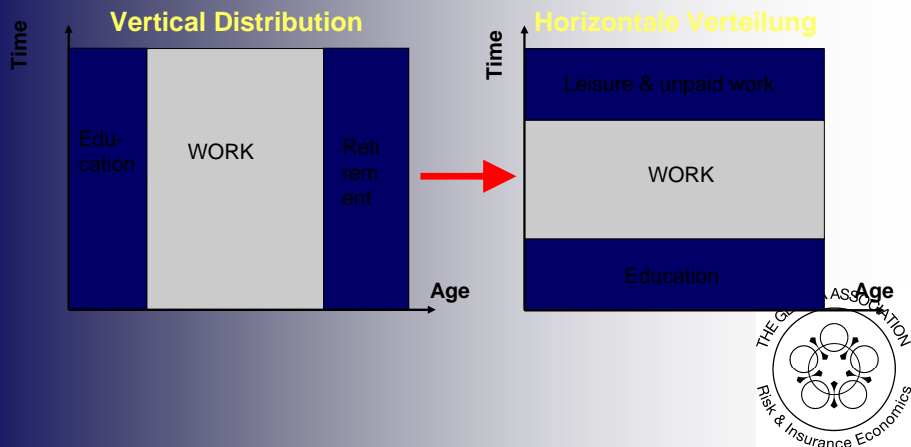 Vertical Distribution
Horizontale Verteilung
Time
Edu-
cation
WORK
Reti
rem
ent
Age
Time
Leisure & unpaid work
WORK
Education
Age
THE GE A ASSOCIATION
Risk & Insurance Economics